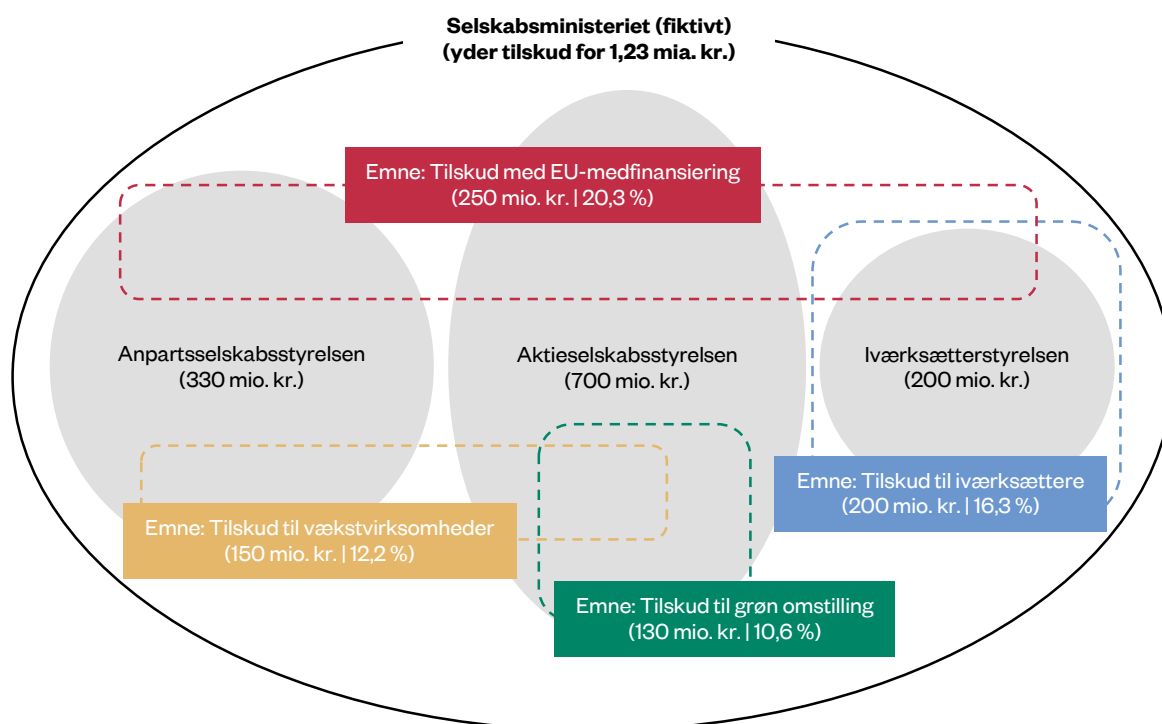 Selskabsministeriet (fiktivt)
(yder tilskud for 1,23 mia. kr.)
Emne: Tilskud med EU-medfinansiering
(250 mio. kr. | 20,3 %)
Anpartsselskabsstyrelsen
(330 mio. kr.)
Aktieselskabsstyrelsen
(700 mio. kr.)
Iværksætterstyrelsen
(200 mio. kr.)
Emne: Tilskud til iværksættere
(200 mio. kr. | 16,3 %)
Emne: Tilskud til vækstvirksomheder
(150 mio. kr. | 12,2 %)
Emne: Tilskud til grøn omstilling
(130 mio. kr. | 10,6 %)